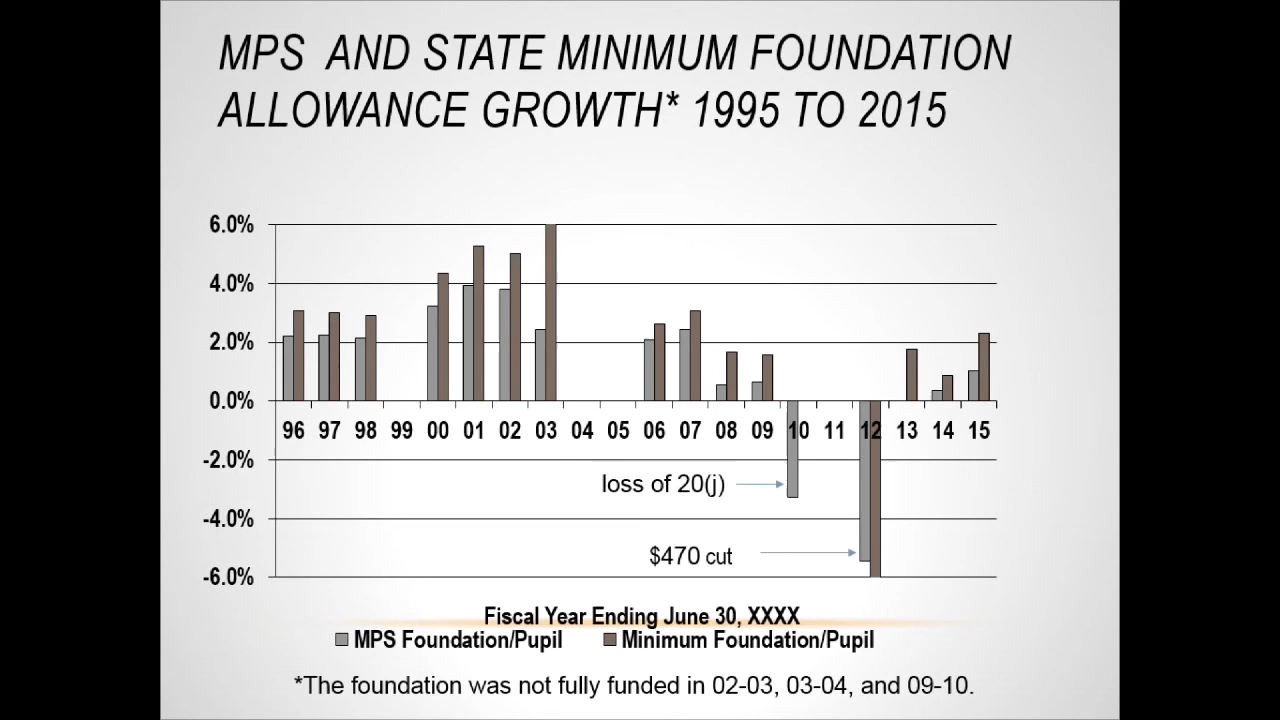 MPS AND STATE MINIMUM FOUNDATION
ALLOWANCE GROWTH* 1995 TO 2015
6.0%
4.0%
2.0%
0.0%
96 97 98 99 00 01 02 03 04 05 06 07 08 09 10 11 12 13 14 15
-2.0%
loss of 20(j)
-4.0%
$470 cut
-6.0%
Fiscal Year Ending June 30, XXXX
MPS Foundation/Pupil Minimum Foundation/Pupil
*The foundation was not fully funded in 02-03, 03-04, and 09-10.